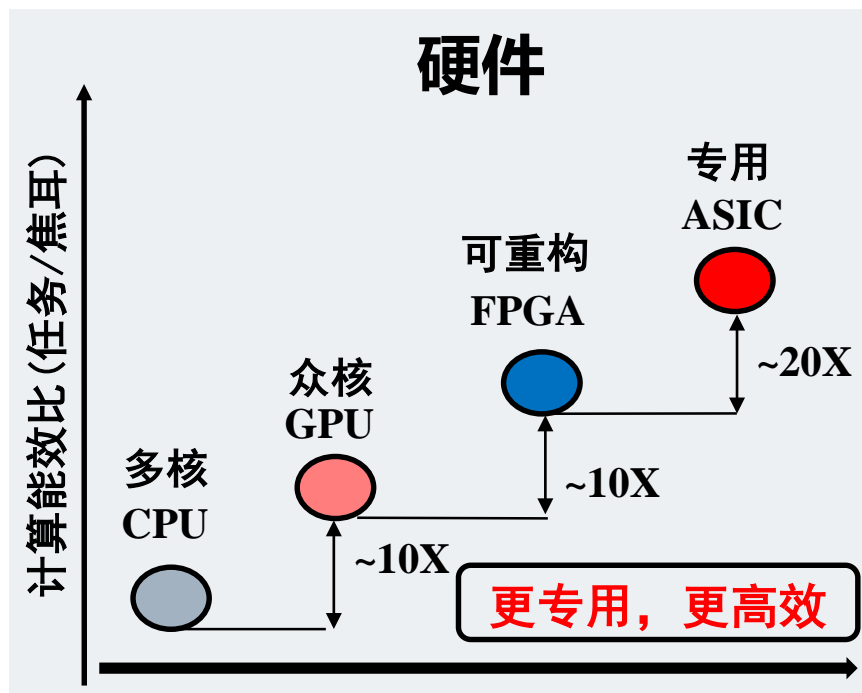 硬件
计算能效比(任务/焦耳)
专用
ASIC
可重构
FPGA
~20X
众核
GPU
多核
CPU
~10X
~10X
更专用，更高效